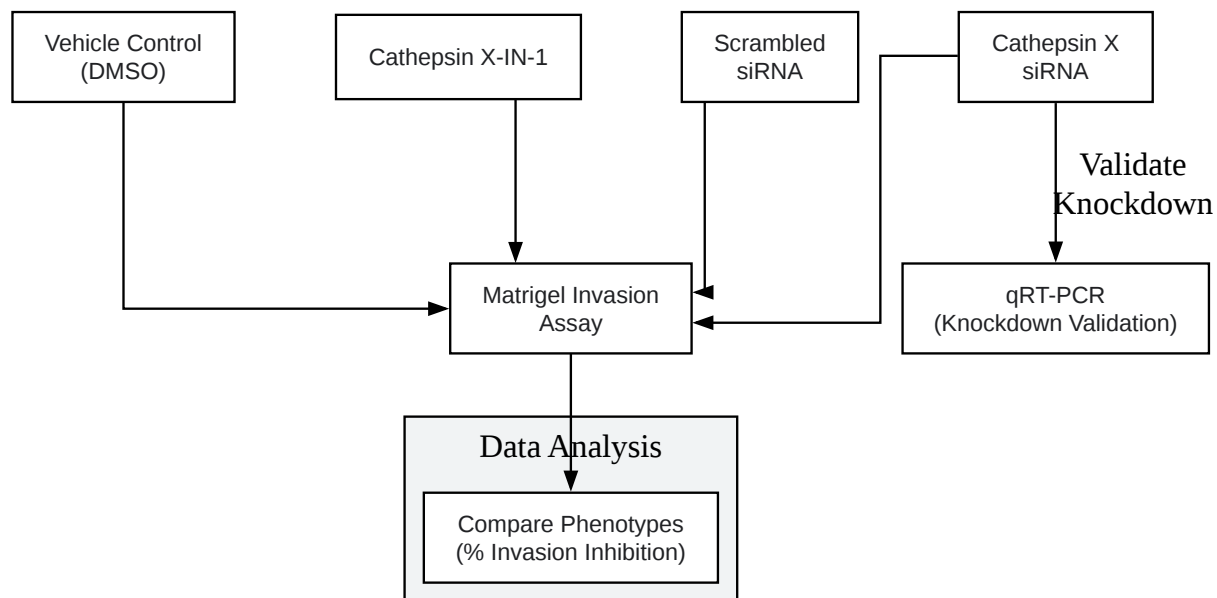 Vehicle Control
(DMSO)
Cathepsin X-IN-1
Scrambled
siRNA
Cathepsin X
siRNA
Validate
Knockdown
Matrigel Invasion
Assay
qRT-PCR
(Knockdown Validation)
Data Analysis
Compare Phenotypes
(% Invasion Inhibition)